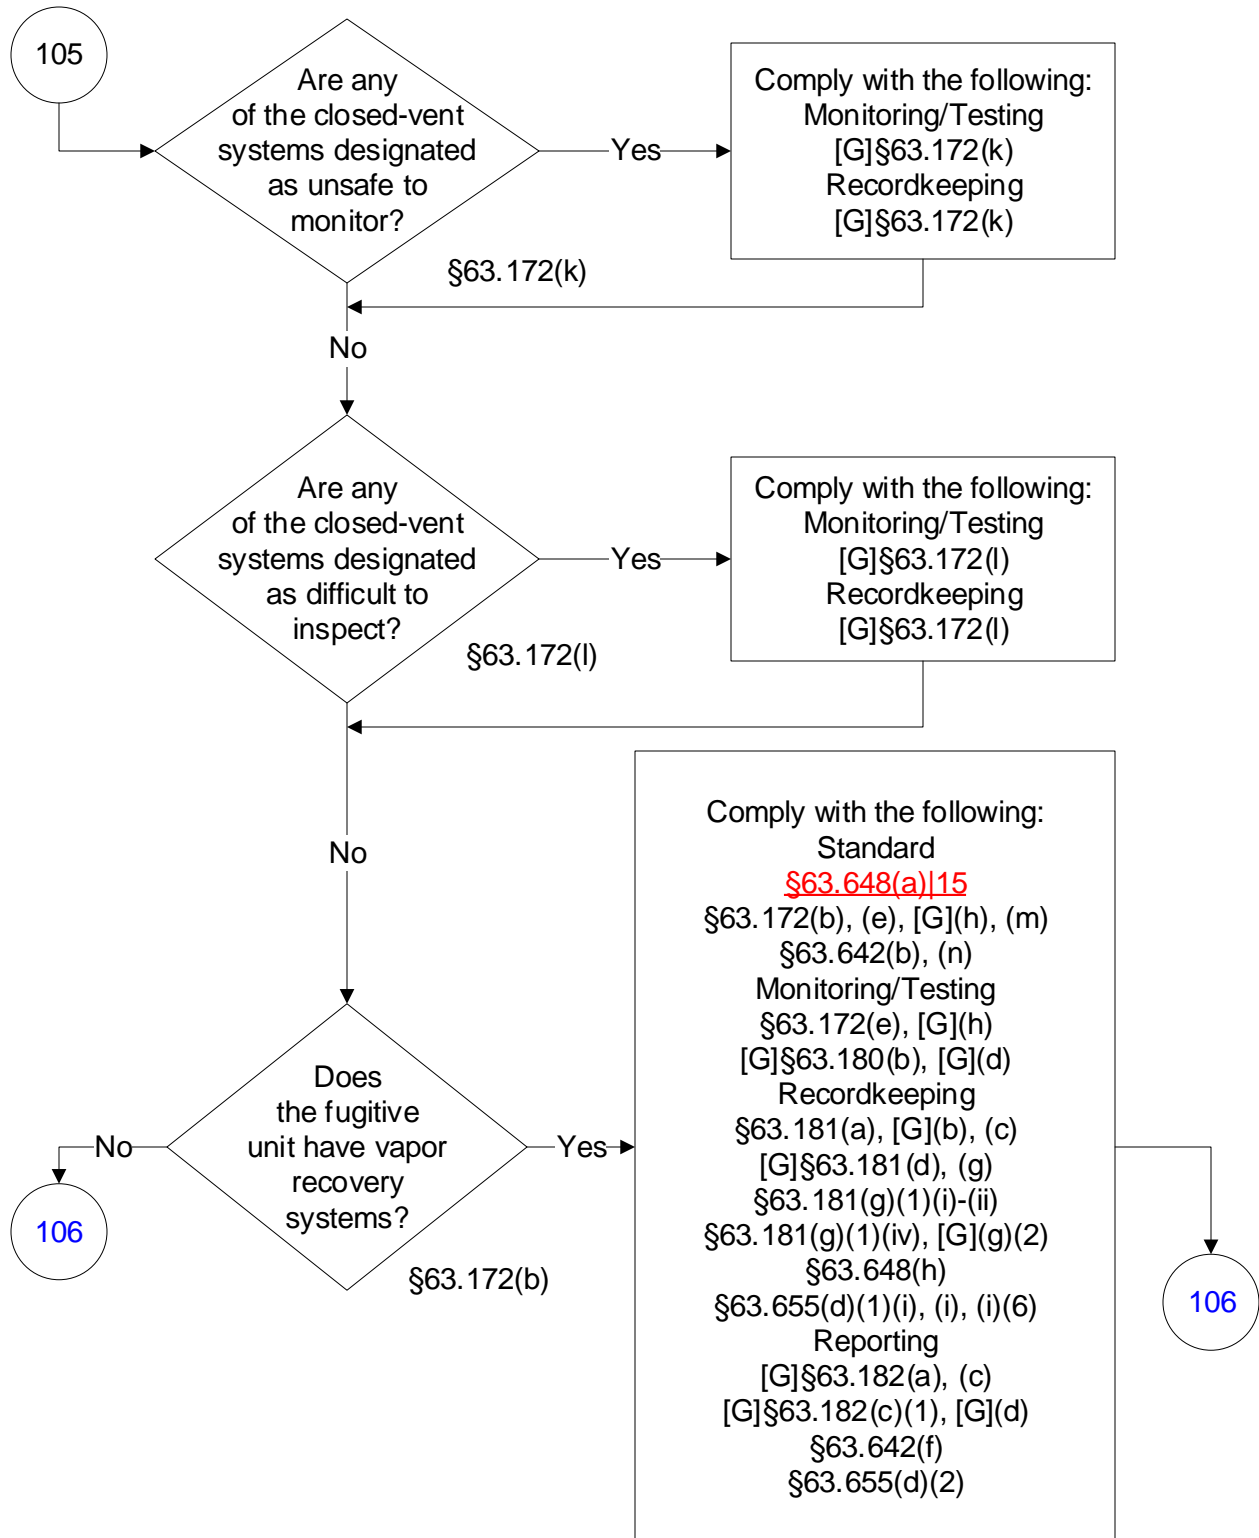 105
Are any
of the closed-vent
systems designated
as unsafe to
monitor?
Yes
Comply with the following:
Monitoring/Testing
[G]§63.172(k)
Recordkeeping
[G]§63.172(k)
§63.172(k)
No
Are any
of the closed-vent
systems designated
as difficult to
inspect?
Yes
Comply with the following:
Monitoring/Testing
[G]§63.172(l)
Recordkeeping
[G]§63.172(l)
§63.172(l)
No
Does
the fugitive
unit have vapor
recovery
systems?
No
106
Yes
§63.172(b)
Comply with the following:
Standard
§63.648(a)|15
§63.172(b), (e), [G](h), (m)
§63.642(b), (n)
Monitoring/Testing
§63.172(e), [G](h)
[G]§63.180(b), [G](d)
Recordkeeping
§63.181(a), [G](b), (c)
[G]§63.181(d), (g)
§63.181(g)(1)(i)-(ii)
§63.181(g)(1)(iv), [G](g)(2)
§63.648(h)
§63.655(d)(1)(i), (i), (i)(6)
Reporting
[G]§63.182(a), (c)
[G]§63.182(c)(1), [G](d)
§63.642(f)
§63.655(d)(2)
106